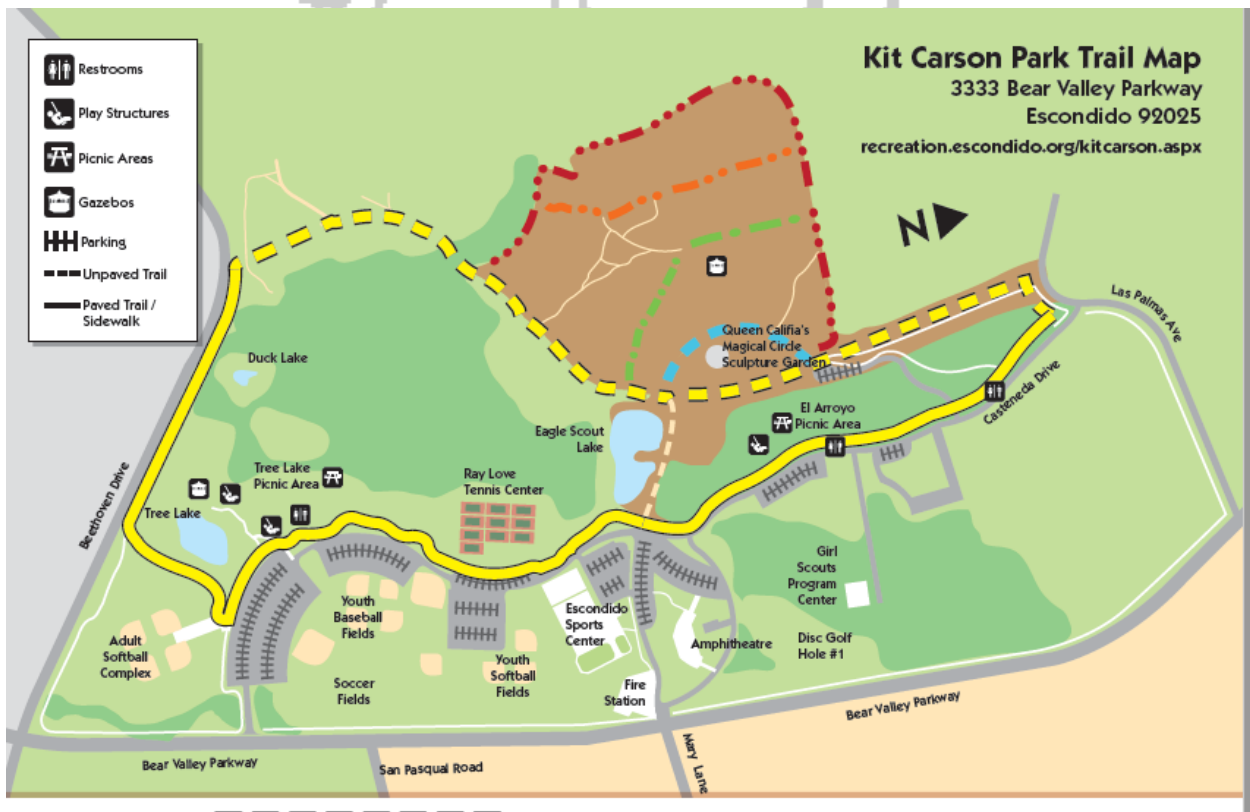 Kit Carson Park Trail Map
3333 Bear Valley Parkway
Escondido 92025
recreation.escondido.org/kitcarson.aspx
Restrooms
Play Structures
Picnic Areas
Gazebos
Parking
Unpaved Trail
Paved Trail /
Sidewalk
N
Las Palmas Ave
Queen Califia's
Magical Circle
Sculpture Garden
Duck Lake
Casteneda Drive
El Arroyo
Picnic Area
Eagle Scout
Lake
Tree Lake
Picnic Area
Ray Love
Tennis Center
Beethoven Drive
Tree Lake
Girl
Scouts
Program
Center
Youth
Baseball
Fields
Escondido
Sports
Center
Adult
Softball
Complex
Amphitheatre
Disc Golf
Hole #1
Youth
Softball
Fields
Soccer
Fields
Fire
Station
Bear Valley Parkway
Bear Valley Parkway
San Pasqual Road
Mary Lane